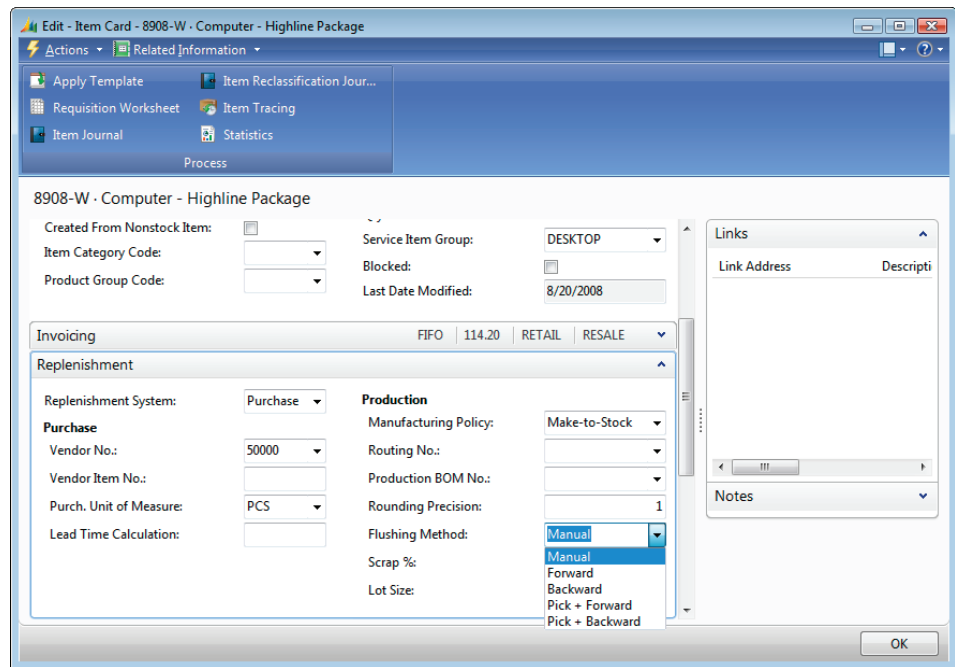 Edit - Item Card - 8908-W · Computer - Highline Package
Actions Related Information
Apply Template Item Reclassification Jour...
Requisition Worksheet Item Tracing
Item Journal Statistics
Process
8908-W · Computer - Highline Package
Created From Nonstock Item:
Item Category Code:
Product Group Code:
Service Item Group: DESKTOP
Blocked:
Last Date Modified: 8/20/2008
Invoicing FIFO 114.20 RETAIL RESALE
Replenishment
Replenishment System: Purchase
Purchase
Vendor No.: 50000
Vendor Item No.:
Purch. Unit of Measure: PCS
Lead Time Calculation:
Production
Manufacturing Policy: Make-to-Stock
Routing No.:
Production BOM No.:
Rounding Precision: 1
Flushing Method: Manual
Manual
Forward
Backward
Pick + Forward
Pick + Backward
Scrap %:
Lot Size:
Links
Link Address Descripti
Notes
OK